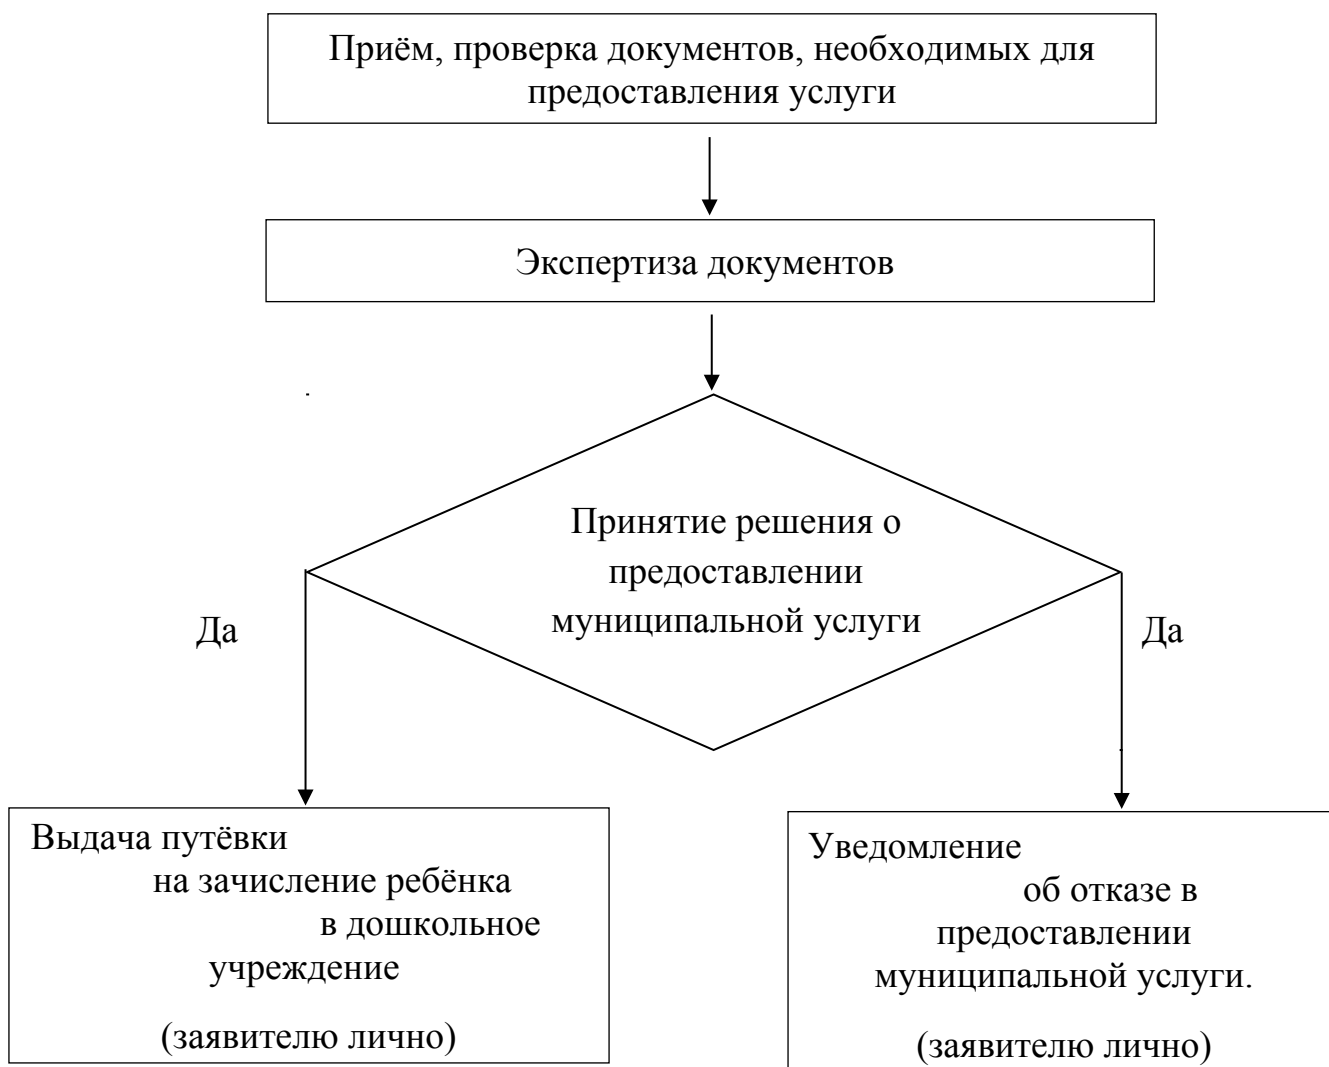 Приём, проверка документов, необходимых для
предоставления услуги
Экспертиза документов
Принятие решения о
предоставлении
муниципальной услуги
Да
Да
Выдача путёвки
на зачисление ребёнка
в дошкольное
учреждение
(заявителю лично)
Уведомление
об отказе в
предоставлении
муниципальной услуги.
(заявителю лично)